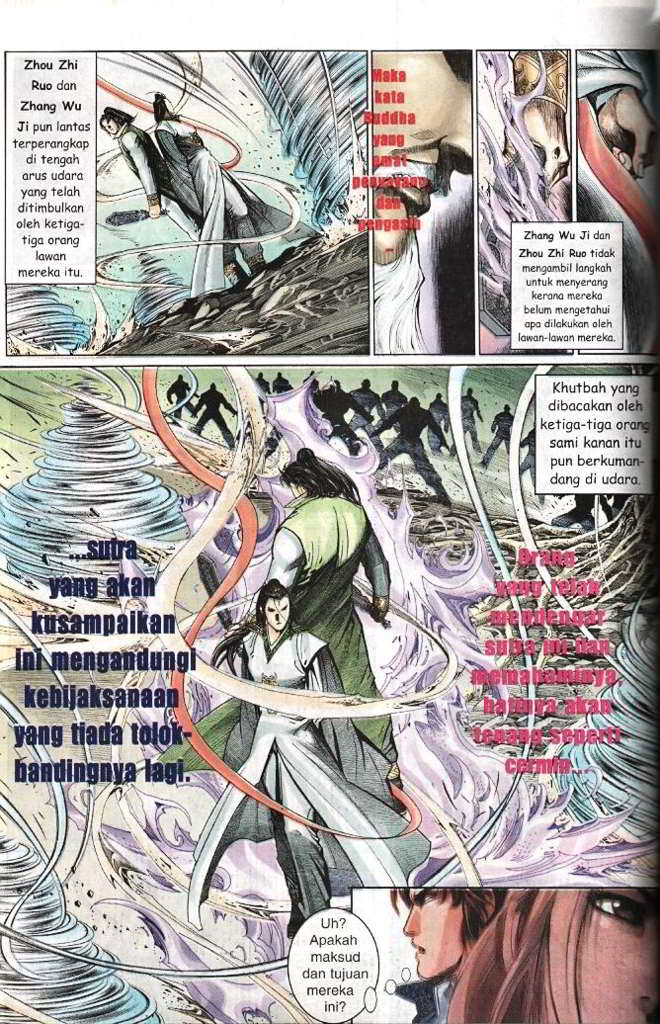 Zhou Zhi
Ruo dan
Zhang Wu
Ji pun lantas
terperangkap
di tengah
arus udara
yang telah
ditimbulkan
oleh ketiga-
tiga orang
lawan
mereka itu.
Maka
kata
Buddha
yang
amat
penyayang
dan
pengasih
Zhang Wu Ji dan
Zhou Zhi Ruo tidak
mengambil langkah
untuk menyerang
kerana mereka
belum mengetahui
apa dilakukan oleh
lawan-lawan mereka.
Khutbah yang
dibacakan oleh
ketiga-tiga orang
sami kanan itu
pun berkuman-
dang di udara.
...sutra
yang akan
kusampaikan
ini mengandungi
kebijaksanaan
yang tiada tolok-
bandingnya lagi.
Orang
yang relah
mendengar
sutra ini dan
memahaminya,
hatinya akan
tenang seperti
cermin...
Uh?
Apakah
maksud
dan tujuan
mereka
ini?